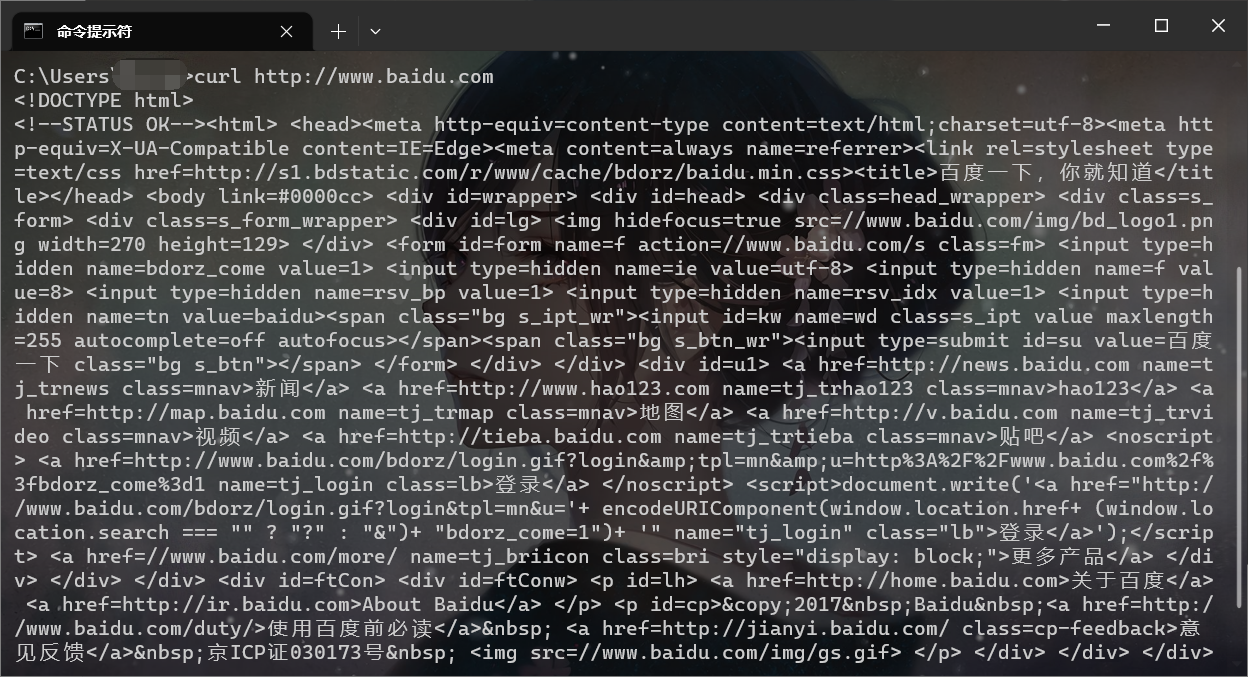 命令提示符
C:\Users\ >curl http://www.baidu.com
<!DOCTYPE html>
<!--STATUS OK--><html> <head><meta http-equiv=content-type content=text/html;charset=utf-8><meta htt
p-equiv=X-UA-Compatible content=IE=Edge><meta content=always name=referrer><link rel=stylesheet type
=text/css href=http://s1.bdstatic.com/r/www/cache/bdorz/baidu.min.css><title>百度一下，你就知道</tit
le></head> <body link=#0000cc> <div id=wrapper> <div id=head> <div class=head_wrapper> <div class=s_
form> <div class=s_form_wrapper> <div id=lg> <img hidefocus=true src=//www.baidu.com/img/bd_logo1.pn
g width=270 height=129> </div> <form id=form name=f action=//www.baidu.com/s class=fm> <input type=h
idden name=bdorz_come value=1> <input type=hidden name=ie value=utf-8> <input type=hidden name=f val
ue=8> <input type=hidden name=rsv_bp value=1> <input type=hidden name=rsv_idx value=1> <input type=h
idden name=tn value=baidu><span class="bg s_ipt_wr"><input id=kw name=wd class=s_ipt value maxlength
=255 autocomplete=off autofocus></span><span class="bg s_btn_wr"><input type=submit id=su value=百度
一下 class="bg s_btn"></span> </form> </div> </div> <div id=u1> <a href=http://news.baidu.com name=t
j_trnews class=mnav>新闻</a> <a href=http://www.hao123.com name=tj_trhao123 class=mnav>hao123</a> <a
 href=http://map.baidu.com name=tj_trmap class=mnav>地图</a> <a href=http://v.baidu.com name=tj_trvi
deo class=mnav>视频</a> <a href=http://tieba.baidu.com name=tj_trtieba class=mnav>贴吧</a> <noscript
> <a href=http://www.baidu.com/bdorz/login.gif?login&amp;tpl=mn&amp;u=http%3A%2F%2Fwww.baidu.com%2f%
3fbdorz_come%3d1 name=tj_login class=lb>登录</a> </noscript> <script>document.write('<a href="http:/
/www.baidu.com/bdorz/login.gif?login&tpl=mn&u='+ encodeURIComponent(window.location.href+ (window.lo
cation.search === "" ? "?" : "&")+ "bdorz_come=1")+ '" name="tj_login" class="lb">登录</a>');</scrip
t> <a href=//www.baidu.com/more/ name=tj_briicon class=bri style="display: block;">更多产品</a> </di
v> </div> </div> <div id=ftCon> <div id=ftConw> <p id=lh> <a href=http://home.baidu.com>关于百度</a>
 <a href=http://ir.baidu.com>About Baidu</a> </p> <p id=cp>&copy;2017&nbsp;Baidu&nbsp;<a href=http:/
/www.baidu.com/duty/>使用百度前必读</a>&nbsp; <a href=http://jianyi.baidu.com/ class=cp-feedback>意
见反馈</a>&nbsp;京ICP证030173号&nbsp; <img src=//www.baidu.com/img/gs.gif> </p> </div> </div> </div>